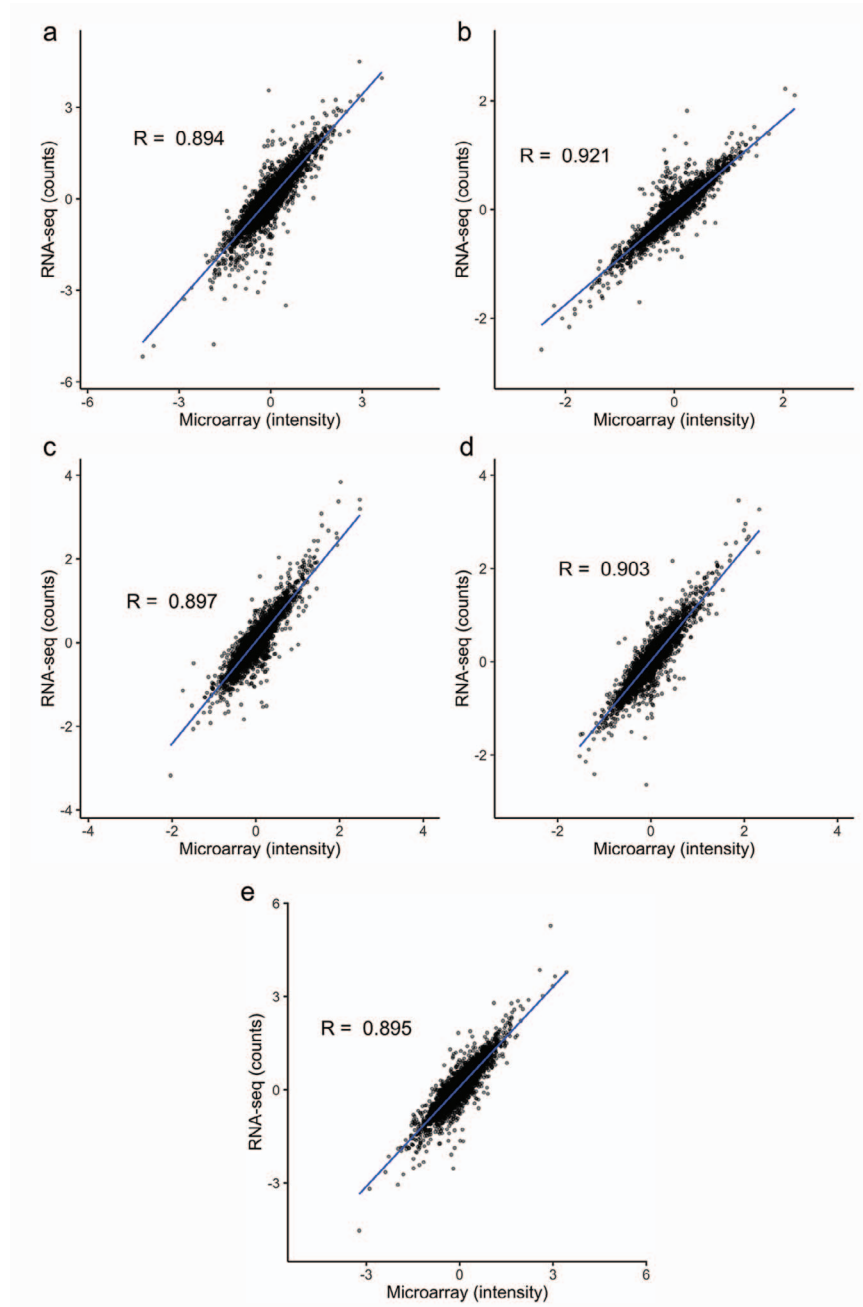 a
3
0
-3
-6
RNA-seq (counts)
R = 0.894
-6 -3 0 3
Microarray (intensity)
b
2
0
-2
RNA-seq (counts)
R = 0.921
-2 0 2
Microarray (intensity)
c
4
2
0
-2
-4
RNA-seq (counts)
R = 0.897
-4 -2 0 2 4
Microarray (intensity)
d
4
2
0
-2
RNA-seq (counts)
R = 0.903
-2 0 2 4
Microarray (intensity)
e
6
3
0
-3
RNA-seq (counts)
R = 0.895
-3 0 3 6
Microarray (intensity)